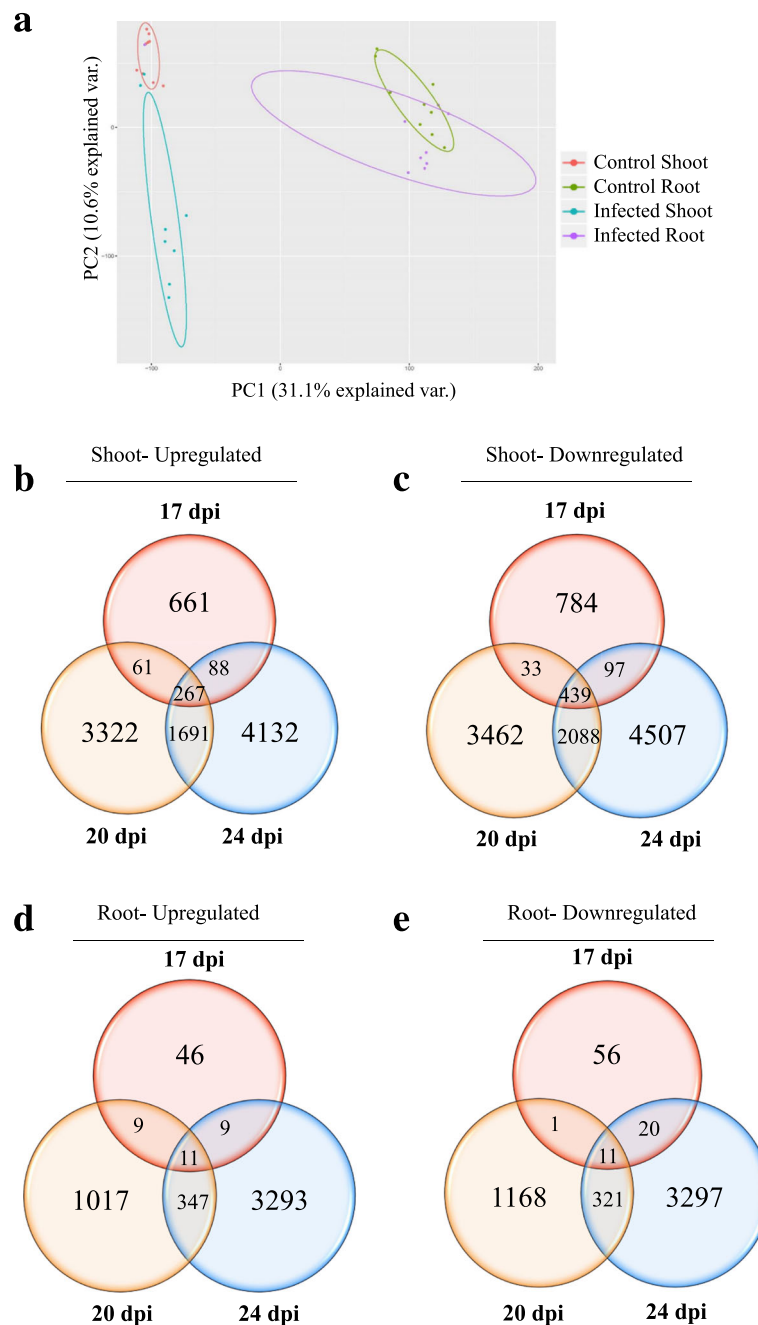 a
PC2 (10.6% explained var.)
0
−100
−100
0
100
200
PC1 (31.1% explained var.)
Control Shoot
Control Root
Infected Shoot
Infected Root
b
Shoot- Upregulated
17 dpi
661
61
88
267
3322
1691
4132
20 dpi
24 dpi
c
Shoot- Downregulated
17 dpi
784
33
97
439
3462
2088
4507
20 dpi
24 dpi
d
Root- Upregulated
17 dpi
46
9
9
11
1017
347
3293
20 dpi
24 dpi
e
Root- Downregulated
17 dpi
56
1
20
11
1168
321
3297
20 dpi
24 dpi